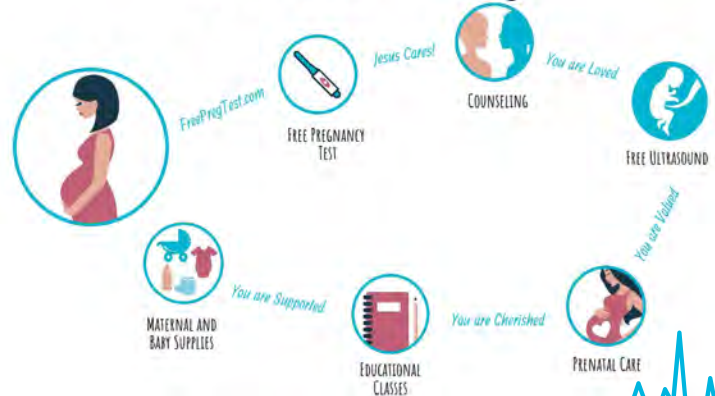 FreePregTest.com
FREE PREGNANCY
TEST
Jesus Cares!
COUNSELING
You are Loved
FREE ULTRASOUND
You are Valued
PRENATAL CARE
You are Cherished
EDUCATIONAL
CLASSES
You are Supported
MATERNAL AND
BABY SUPPLIES